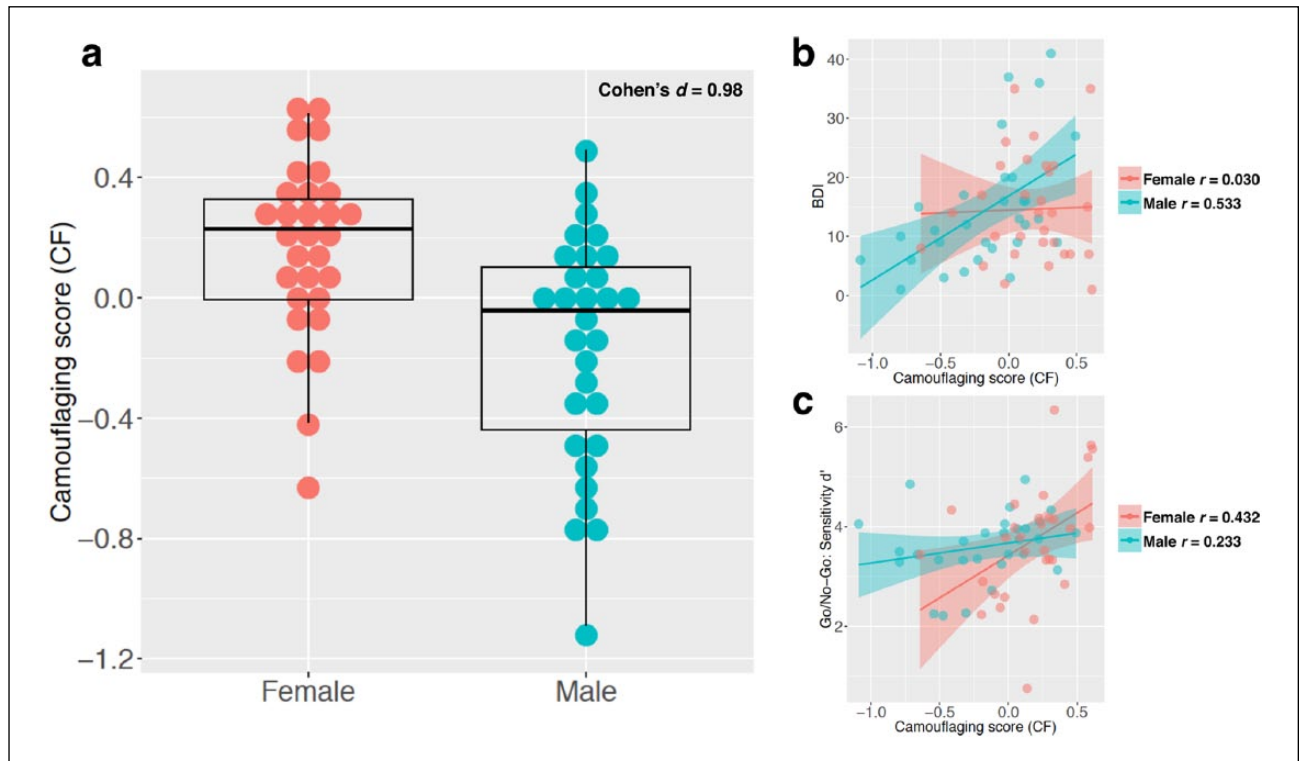 a
Cohen's d = 0.98
Camouflaging score (CF)
0.4
0.0
−0.4
−0.8
−1.2
Female
Male
b
BDI
40
30
20
10
0
−1.0
−0.5
0.0
0.5
Camouflaging score (CF)
Female r = 0.030
Male r = 0.533
c
Go/No−Go: Sensitivity d'
6
4
2
−1.0
−0.5
0.0
0.5
Camouflaging score (CF)
Female r = 0.432
Male r = 0.233